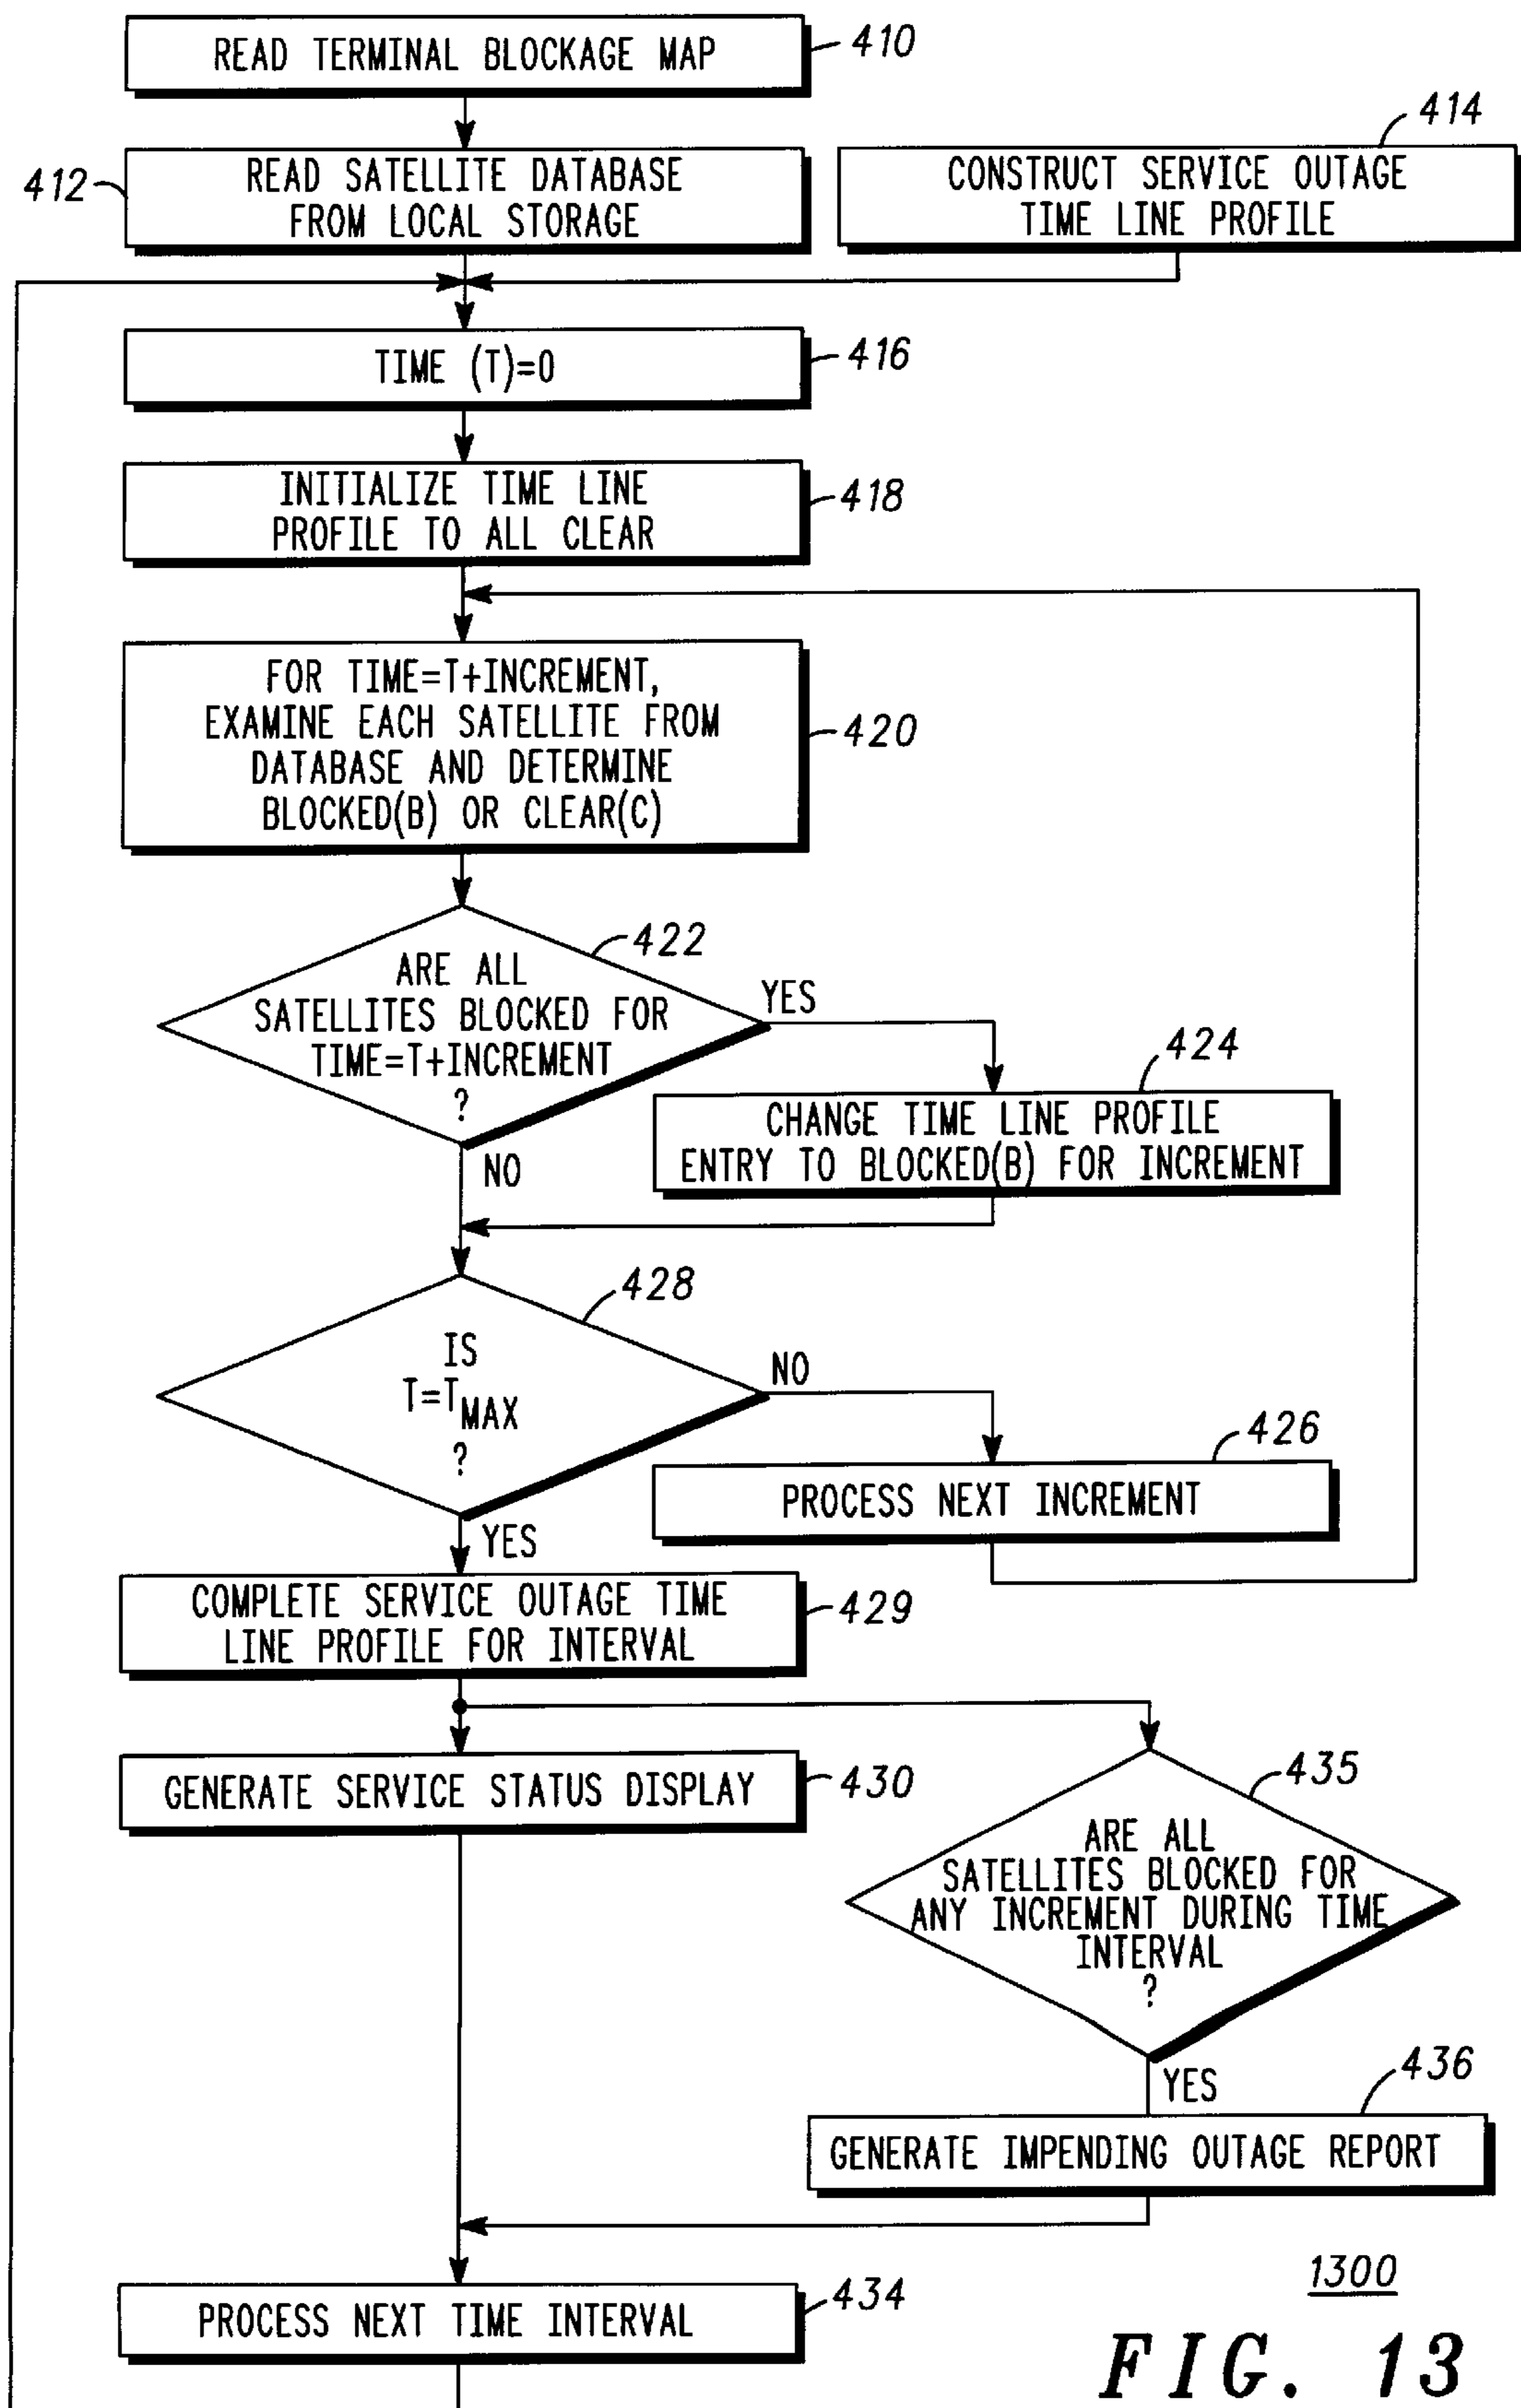 READ TERMINAL BLOCKAGE MAP
410
414
412
READ SATELLITE DATABASE
FROM LOCAL STORAGE
CONSTRUCT SERVICE OUTAGE
TIME LINE PROFILE
TIME (T)=0
416
INITIALIZE TIME LINE
PROFILE TO ALL CLEAR
418
FOR TIME=T+INCREMENT,
EXAMINE EACH SATELLITE FROM
DATABASE AND DETERMINE
BLOCKED(B) OR CLEAR(C)
420
422
ARE ALL
SATELLITES BLOCKED FOR
TIME=T+INCREMENT
?
YES
NO
424
CHANGE TIME LINE PROFILE
ENTRY TO BLOCKED(B) FOR INCREMENT
428
IS
T=TMAX
?
NO
YES
426
PROCESS NEXT INCREMENT
COMPLETE SERVICE OUTAGE TIME
LINE PROFILE FOR INTERVAL
429
GENERATE SERVICE STATUS DISPLAY
430
435
ARE ALL
SATELLITES BLOCKED FOR
ANY INCREMENT DURING TIME
INTERVAL
?
YES
436
GENERATE IMPENDING OUTAGE REPORT
PROCESS NEXT TIME INTERVAL
434
1300
FIG. 13